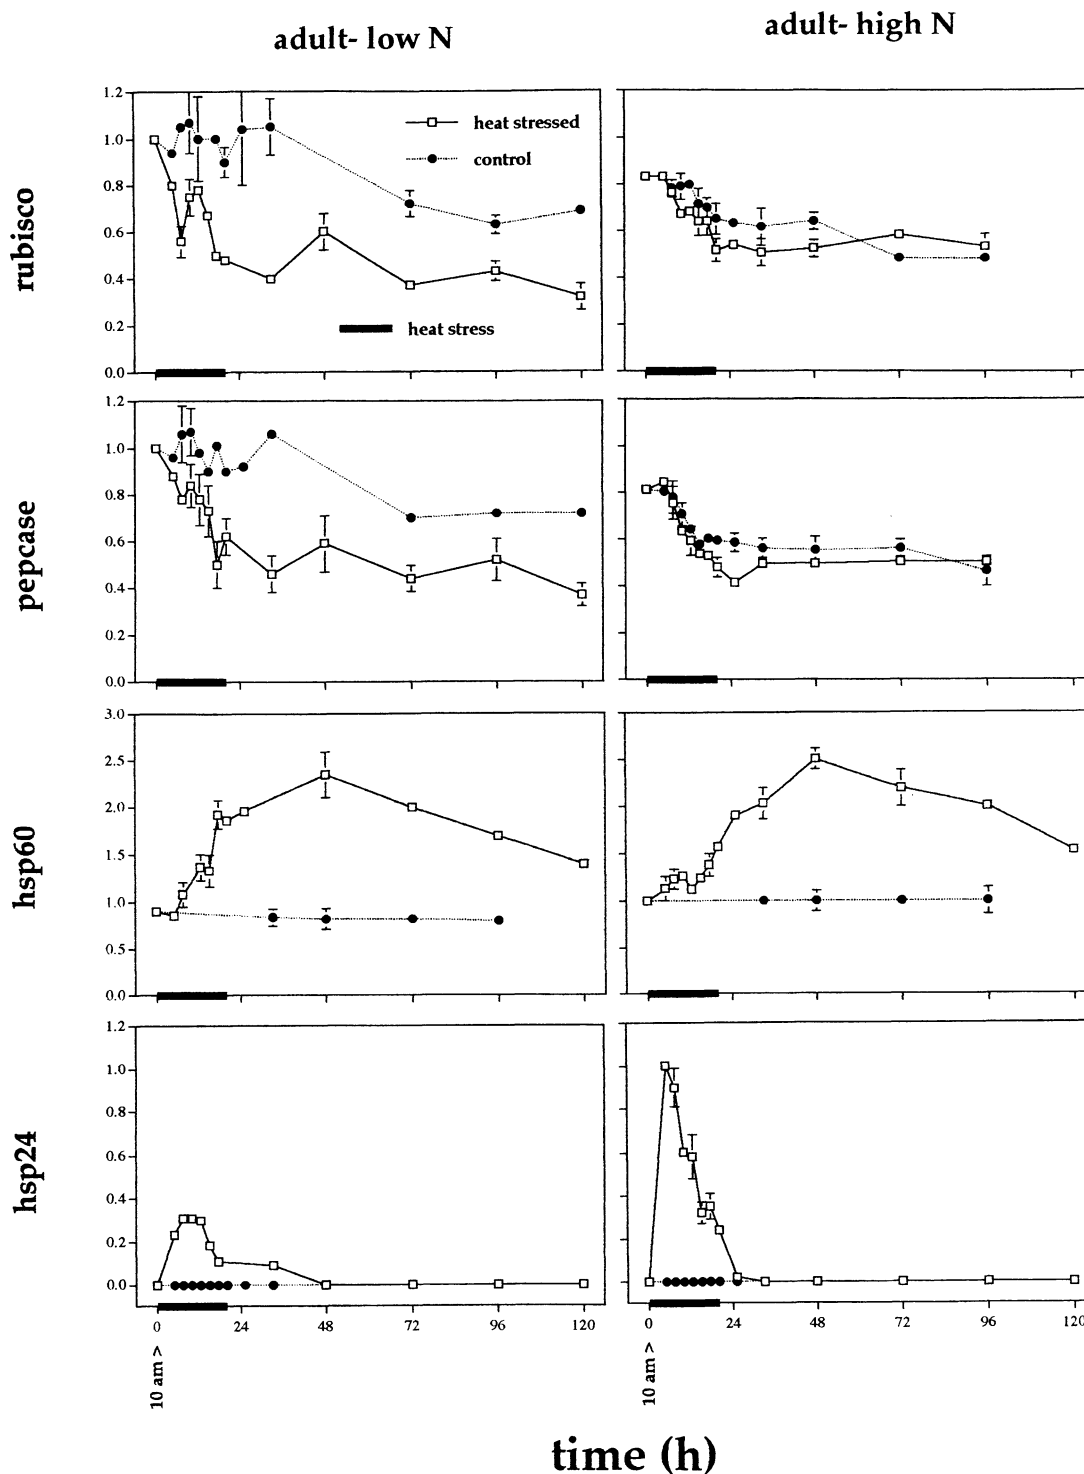 adult- low N
adult- high N
rubisco
1.2
1.0
0.8
0.6
0.4
0.2
0.0
heat stressed
control
heat stress
pepcase
1.2
1.0
0.8
0.6
0.4
0.2
0.0
hsp60
3.0
2.5
2.0
1.5
1.0
0.5
0.0
hsp24
1.2
1.0
0.8
0.6
0.4
0.2
0.0
0 24 48 72 96 120
0 24 48 72 96 120
10 am >
10 am >
time (h)